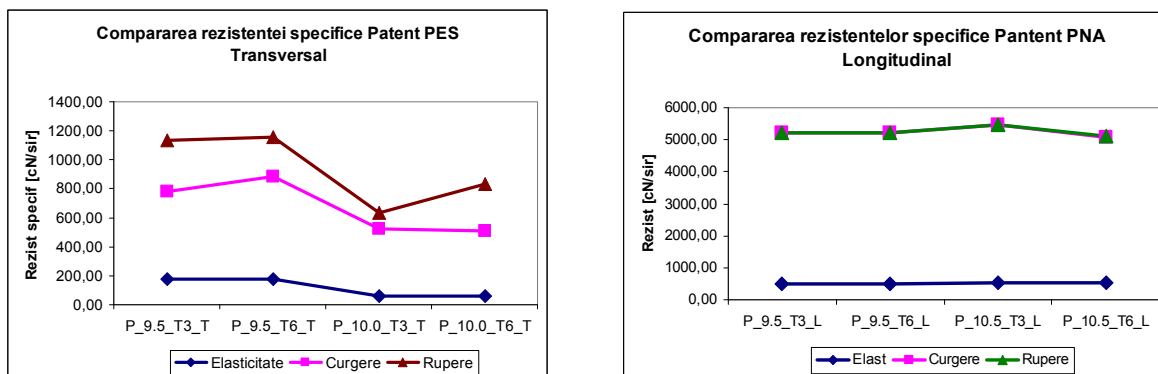 Compararea rezistentei specifice Patent PES
Transversal
Rezist specif [cN/sir]
1400,00
1200,00
1000,00
800,00
600,00
400,00
200,00
0,00
P_9.5_T3_T P_9.5_T6_T P_10.0_T3_T P_10.0_T6_T
Elasticitate Curgere Rupere
Compararea rezistentelor specifice Pantent PNA
Longitudinal
Rezist [cN/sir]
6000,00
5000,00
4000,00
3000,00
2000,00
1000,00
0,00
P_9.5_T3_L P_9.5_T6_L P_10.5_T3_L P_10.5_T6_L
Elast Curgere Rupere